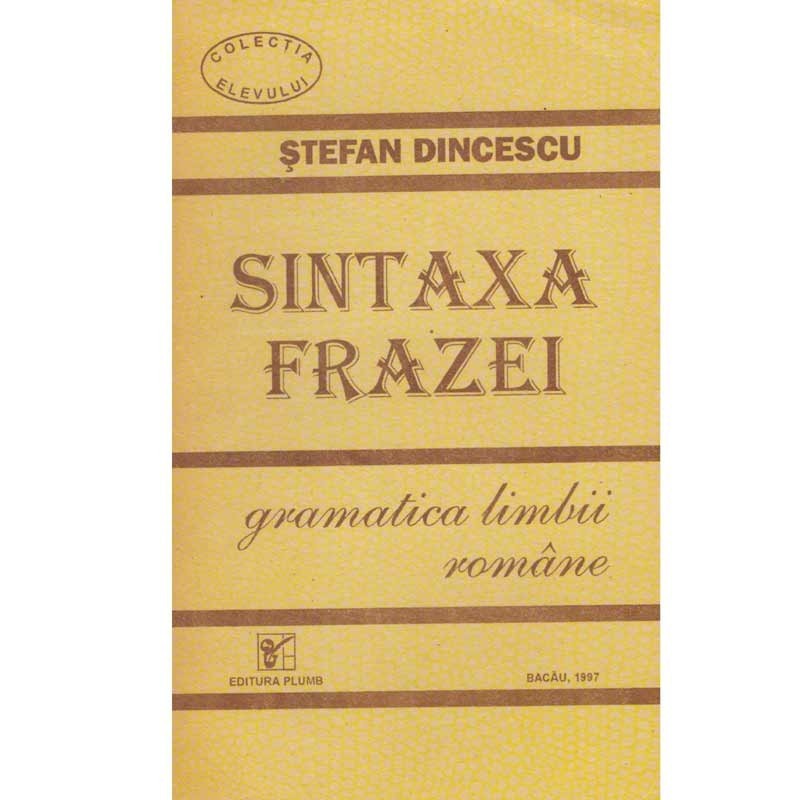 COLECȚIA
ELEVULUI
ȘTEFAN DINCESCU
SINTAXA
FRAZEI
gramatica limbii
române
EDITURA PLUMB
BACĂU, 1997